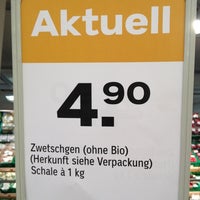 Aktuell
4.90
Zwetschgen (ohne Bio)
(Herkunft siehe Verpackung)
Schale à 1 kg